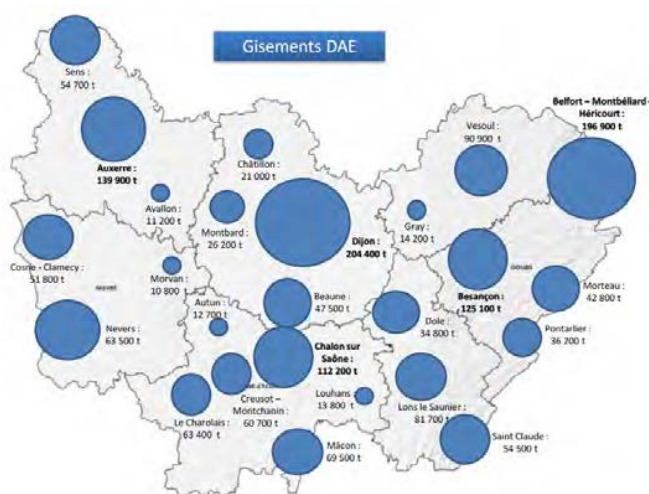 Gisements DAE
Sens :
54 700 t
Belfort – Montbéliard -
Héricourt :
196 900 t
Vesoul :
90 900 t
Auxerre :
139 900 t
Châtillon :
21 000 t
Avallon :
11 200 t
Montbard :
26 200 t
Gray :
14 200 t
Dijon :
204 400 t
Cosne - Clamecy :
51 800 t
Morvan :
10 800 t
Besançon :
125 100 t
DOUBS
Morteau :
42 800 t
Autun :
12 700 t
Beaune :
47 500 t
Nevers :
63 500 t
Dole :
34 800 t
Pontarlier :
36 200 t
Chalon sur
Saône :
112 200 t
Creusot –
Montchanin :
60 700 t
Louhans :
13 800 t
Le Charolais :
63 400 t
Lons le Saunier :
81 700 t
Mâcon :
69 500 t
Saint Claude :
54 500 t